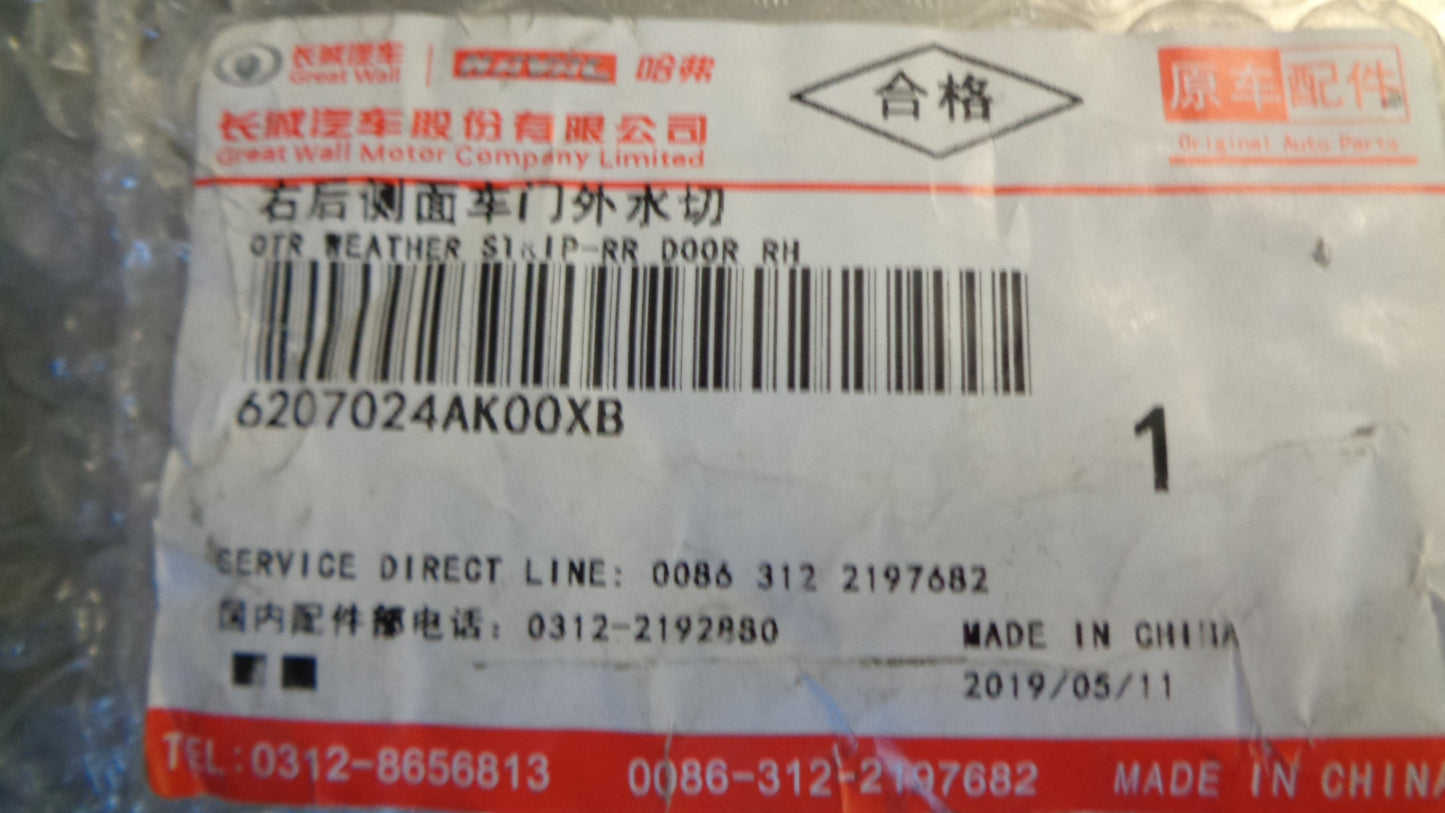 长城汽车 HAVAL 哈弗
Great Wall
合格
原车配件
Original Auto Parts
长城汽车股份有限公司
Great Wall Motor Company Limited
右后侧面车门外水切
OTR WEATHER STRIP-RR DOOR RH
6207024AK00XB
1
SERVICE DIRECT LINE: 0086 312 2197682
国内配件部电话: 0312-2192880
MADE IN CHINA
2019/05/11
TEL:0312-8656813 0086-312-2197682 MADE IN CHINA